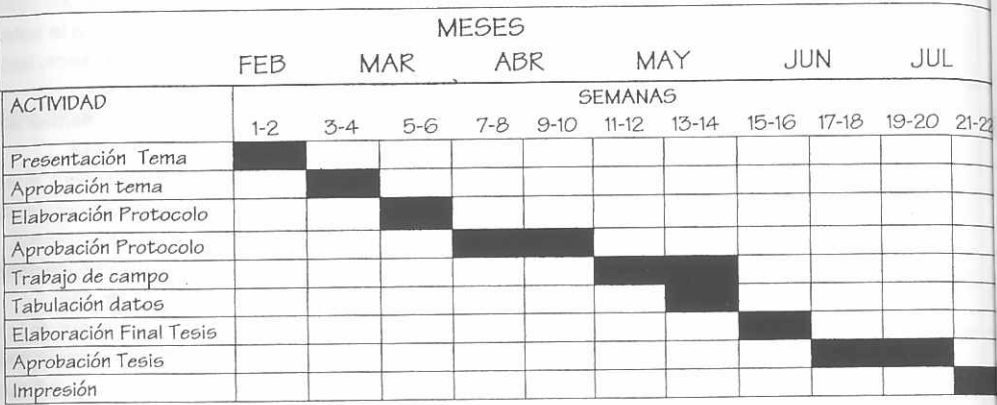 MESES
FEB MAR ABR MAY JUN JUL
ACTIVIDAD
SEMANAS
1-2 3-4 5-6 7-8 9-10 11-12 13-14 15-16 17-18 19-20 21-22
Presentación Tema
Aprobación tema
Elaboración Protocolo
Aprobación Protocolo
Trabajo de campo
Tabulación datos
Elaboración Final Tesis
Aprobación Tesis
Impresión